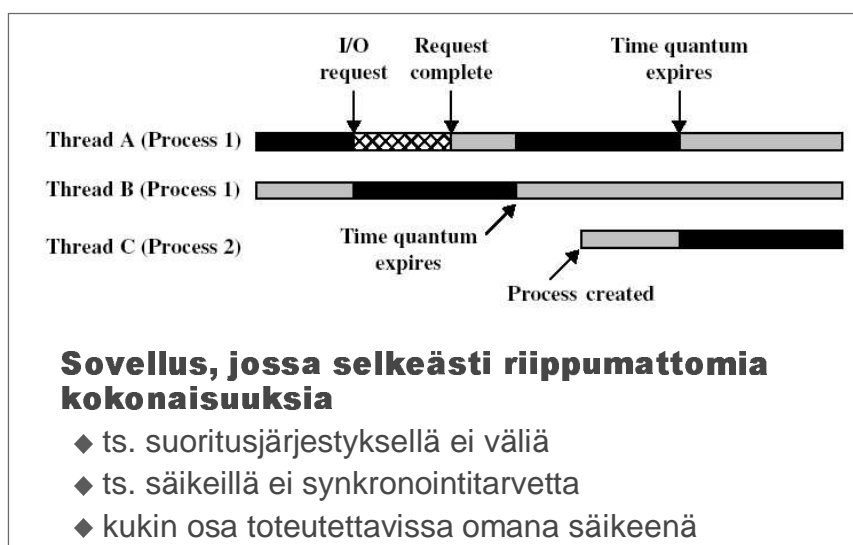 I/O
request
Request
complete
Time quantum
expires
Thread A (Process 1)
Thread B (Process 1)
Thread C (Process 2)
Time quantum
expires
Process created
Sovellus, jossa selkeästi riippumattomia
kokonaisuuksia
◆ ts. suoritusjärjestyksellä ei väliä
◆ ts. säikeillä ei synkronointitarvetta
◆ kukin osa toteutettavissa omana säikeenä